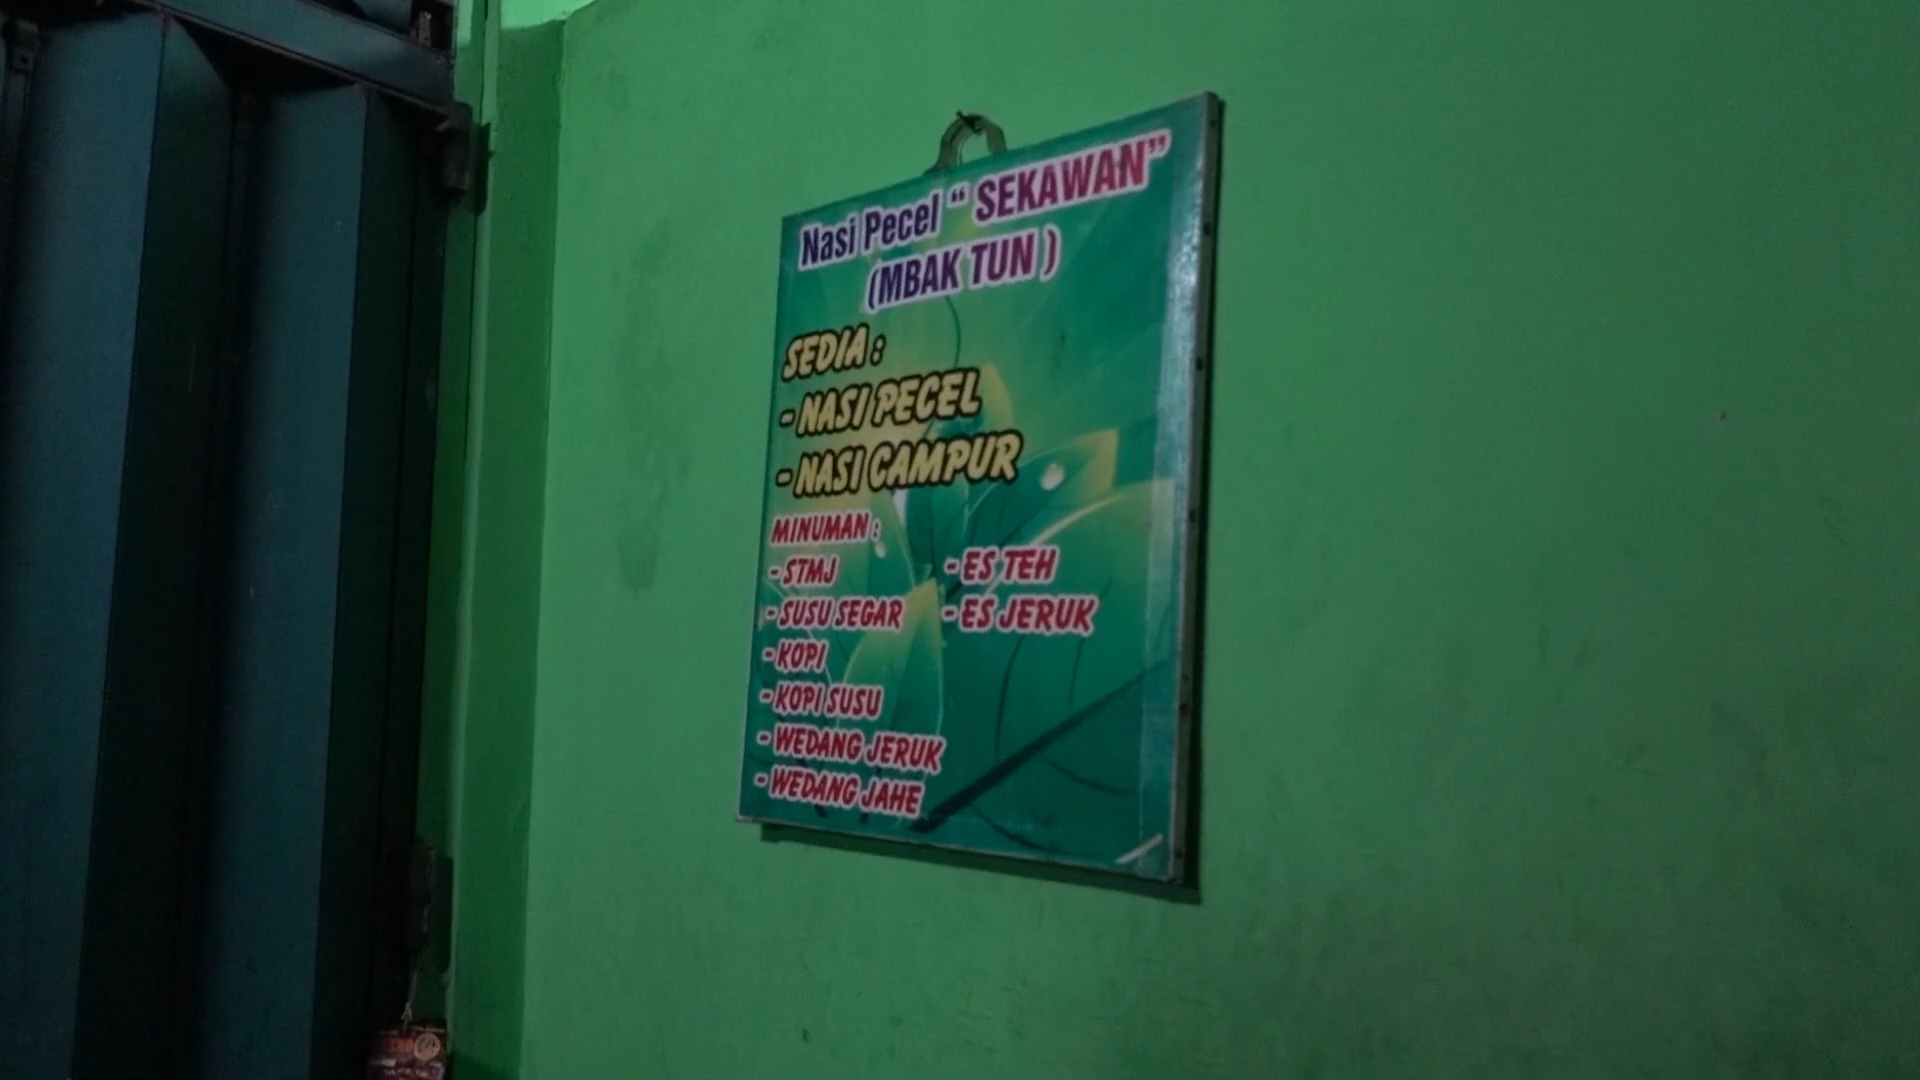 Nasi Pecel “ SEKAWAN”
(MBAK TUN )
SEDIA :
- NASI PECEL
- NASI CAMPUR
MINUMAN :
- STMJ
- SUSU SEGAR
- KOPI
- KOPI SUSU
- WEDANG JERUK
- WEDANG JAHE
- ES TEH
- ES JERUK